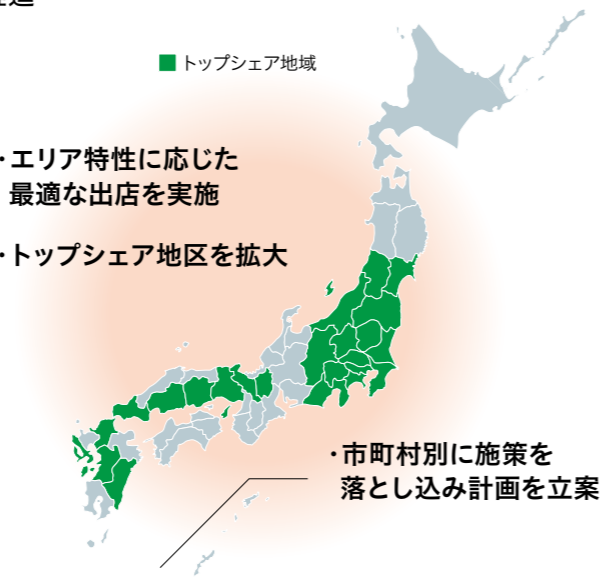 トップシェア地域
・エリア特性に応じた
最適な出店を実施
・トップシェア地区を拡大
・市町村別に施策を
落とし込み計画を立案